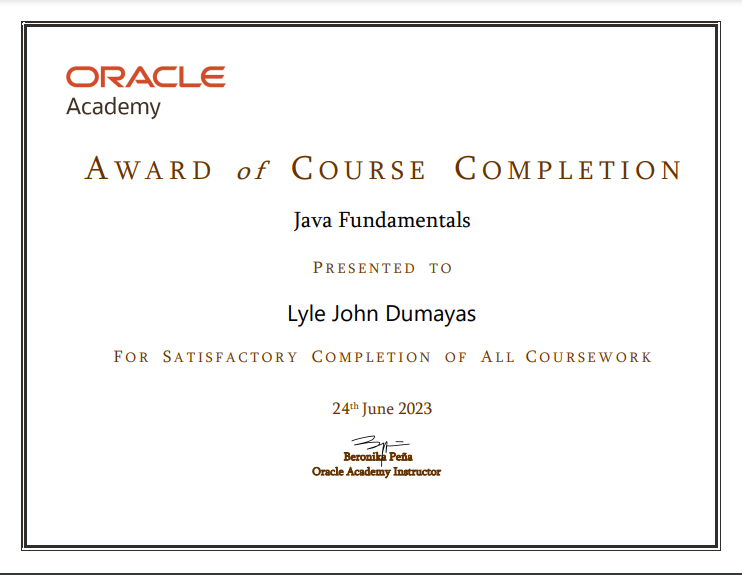 ORACLE
Academy
AWARD of COURSE COMPLETION
Java Fundamentals
PRESENTED TO
Lyle John Dumayas
FOR SATISFACTORY COMPLETION OF ALL COURSEWORK
24th June 2023
Beronika Peña
Oracle Academy Instructor